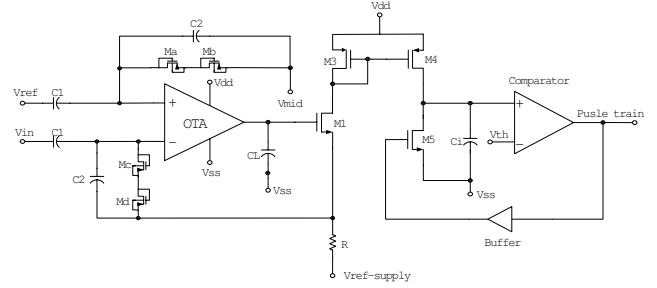 C2
Vdd
Ma Mb
M3 M4
Vdd
Comparator
Vref C1
Vmid
+
OTA
M1
+
Pusle train
Vin C1
−
M5
Ci
Vth
−
Mc
CL
C2
Vss
Md
Vss
Vss
Buffer
R
Vref-supply